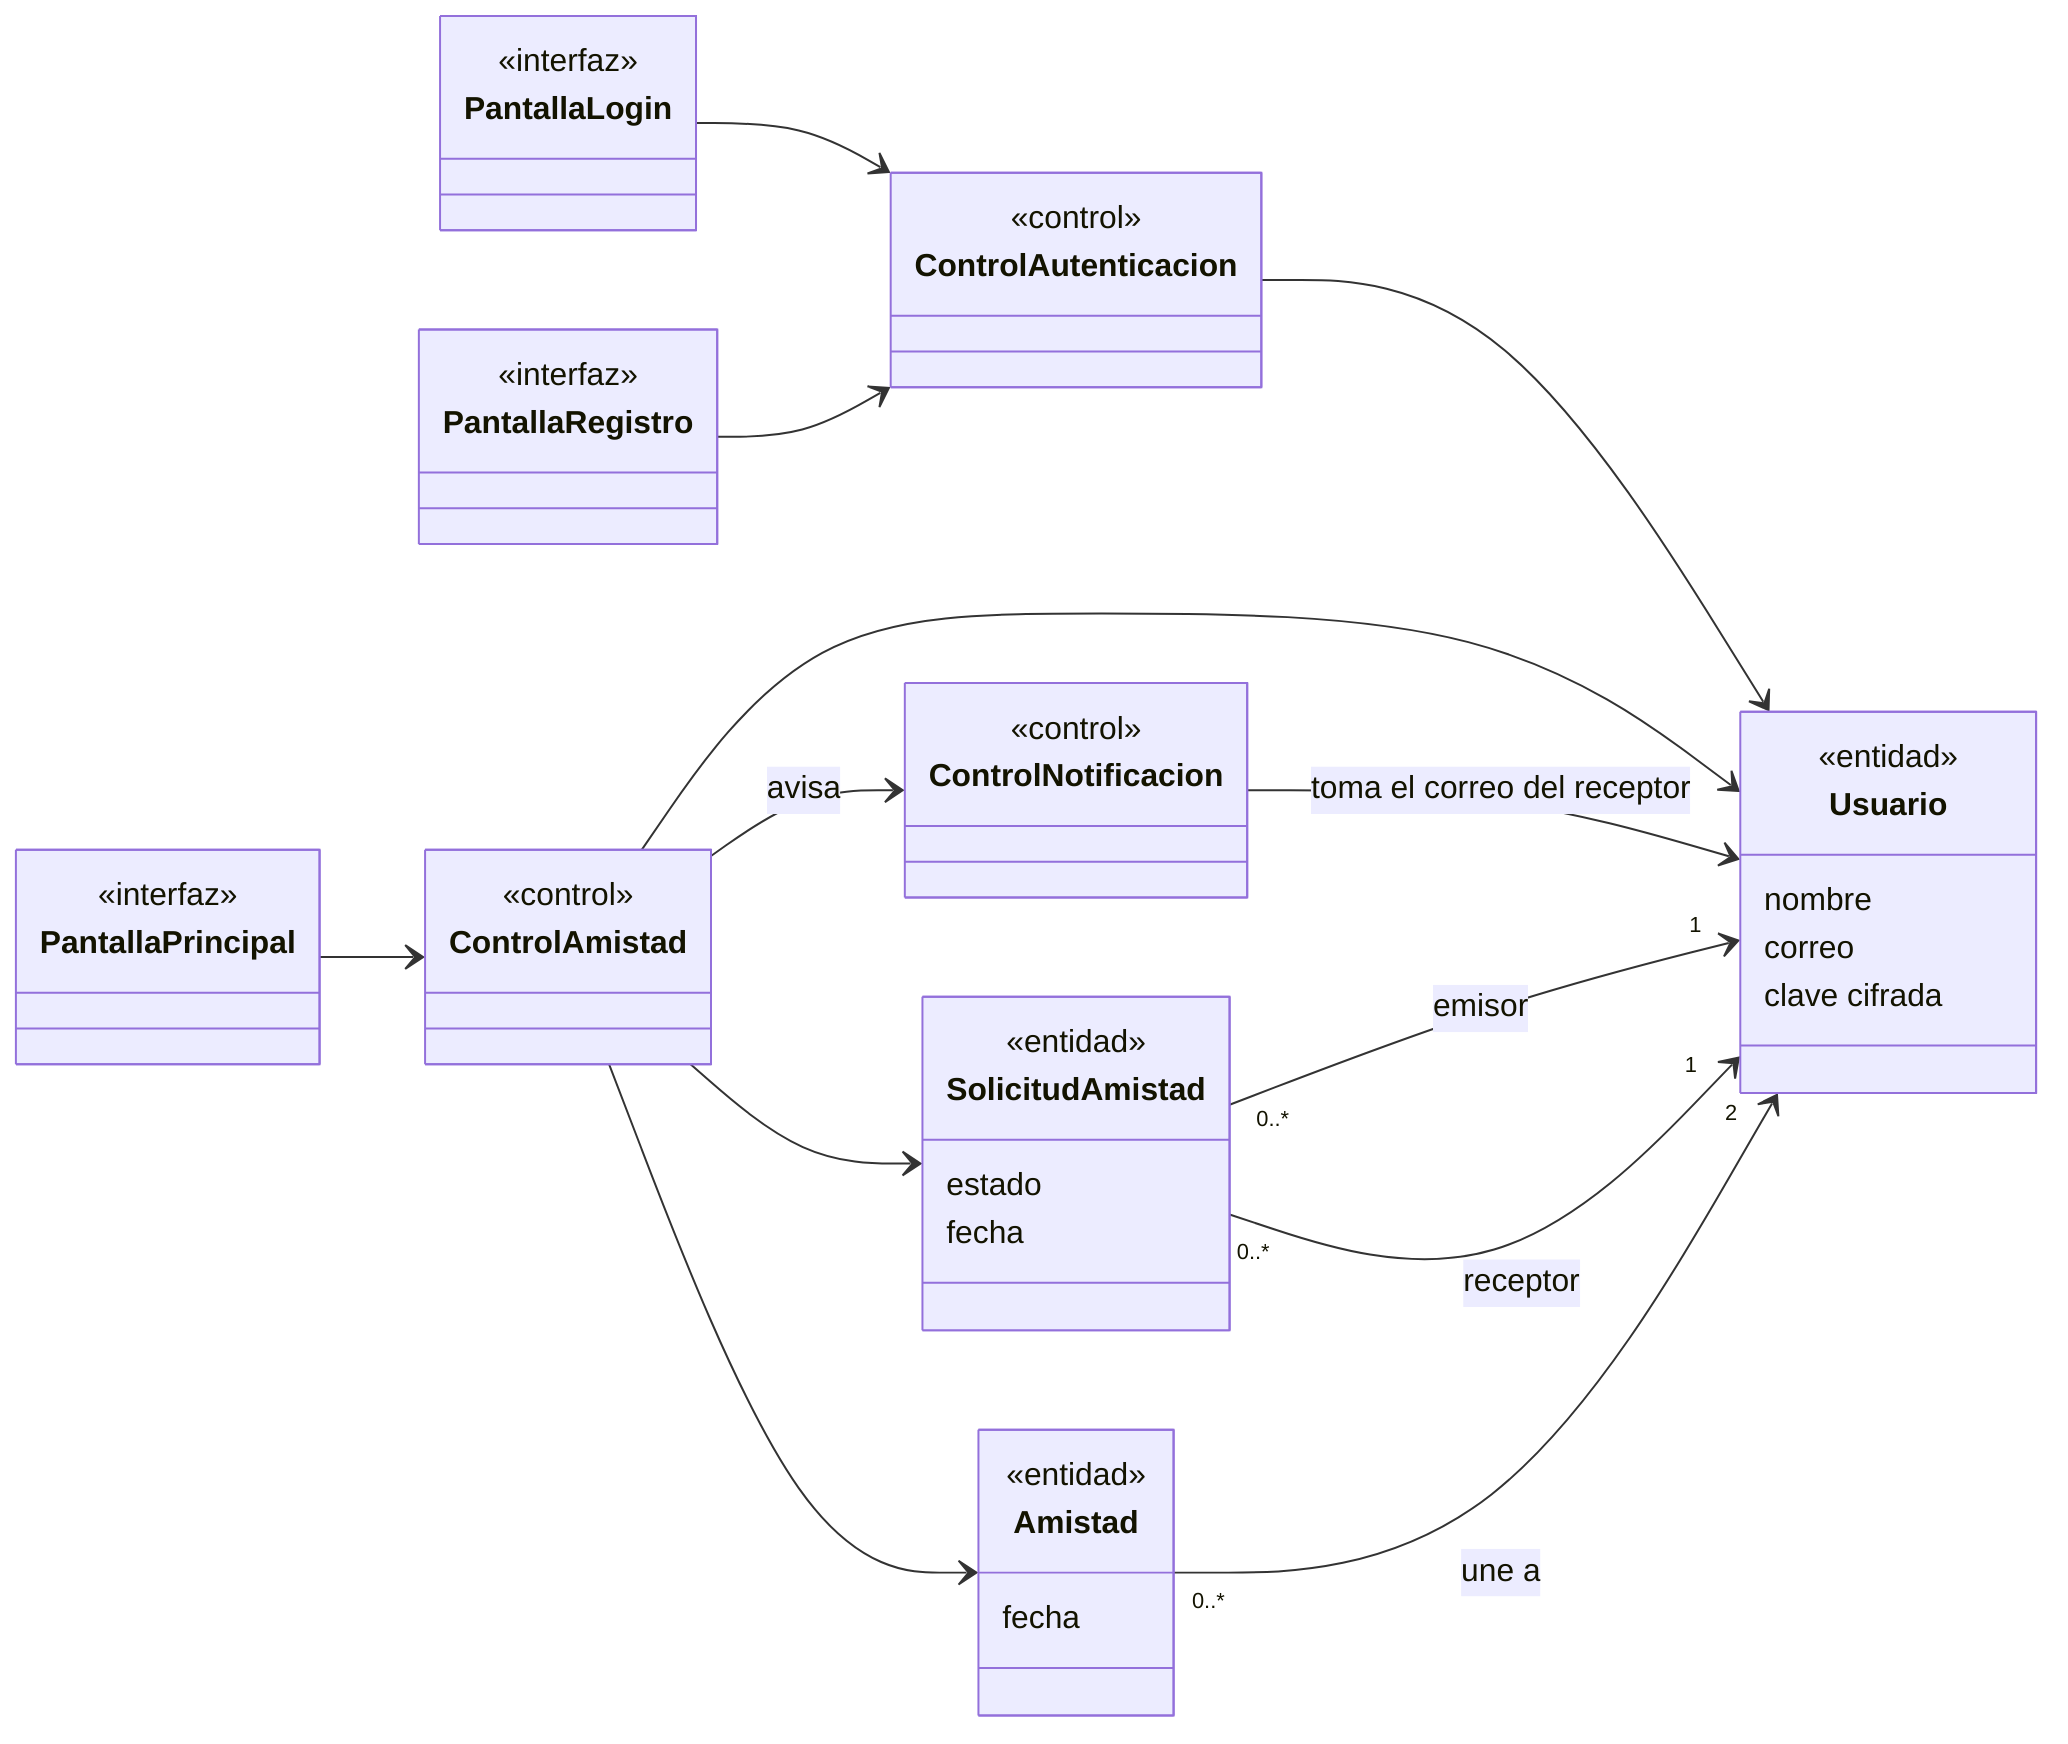 «interfaz»
PantallaLogin
«control»
ControlAutenticacion
«interfaz»
PantallaRegistro
«control»
ControlNotificacion
avisa
toma el correo del receptor
«entidad»
Usuario
nombre
correo
clave cifrada
«interfaz»
PantallaPrincipal
«control»
ControlAmistad
1
emisor
«entidad»
SolicitudAmistad
0..*
1
2
estado
fecha
0..*
receptor
«entidad»
Amistad
une a
0..*
fecha